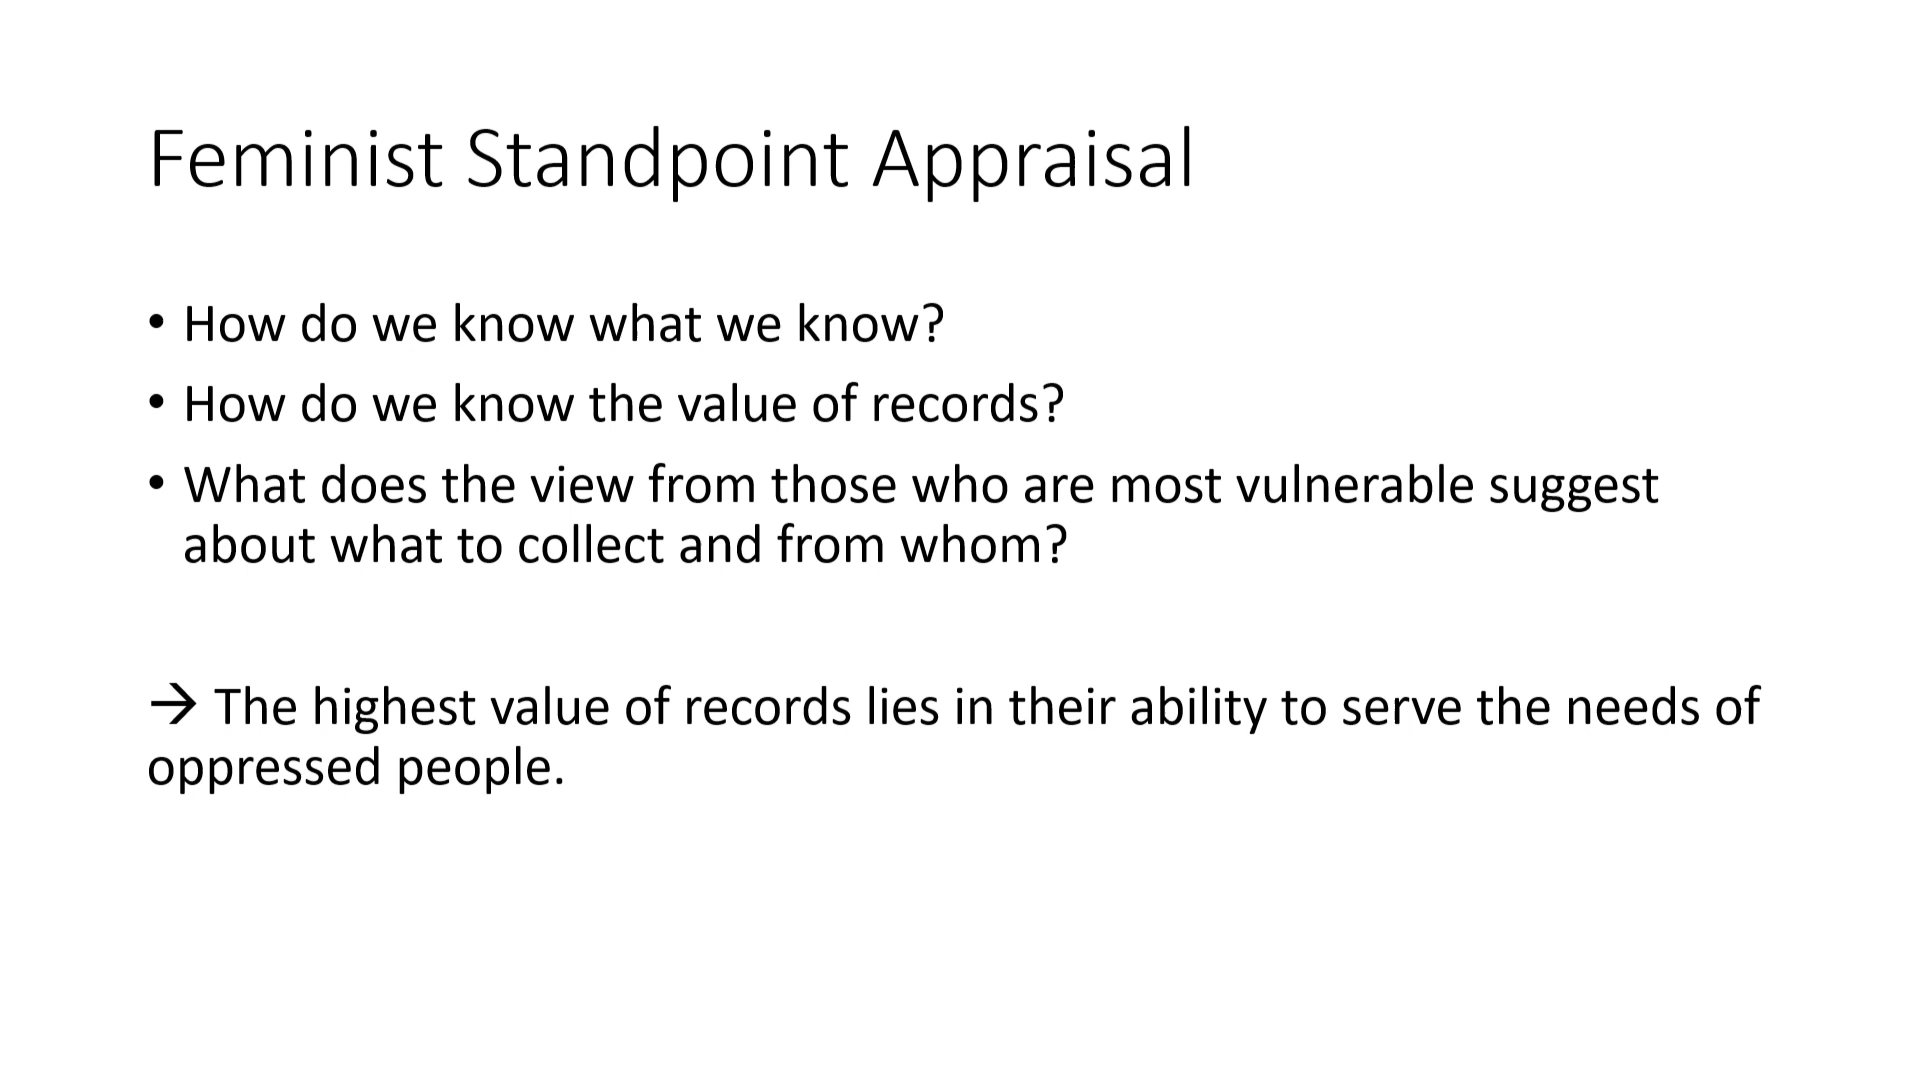 Feminist Standpoint Appraisal
• How do we know what we know?
• How do we know the value of records?
• What does the view from those who are most vulnerable suggest
about what to collect and from whom?
→ The highest value of records lies in their ability to serve the needs of
oppressed people.